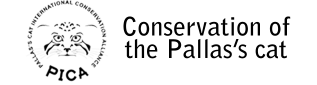 PALLAS'S CAT INTERNATIONAL CONSERVATION ALLIANCE
PICA
Conservation of
the Pallas's cat